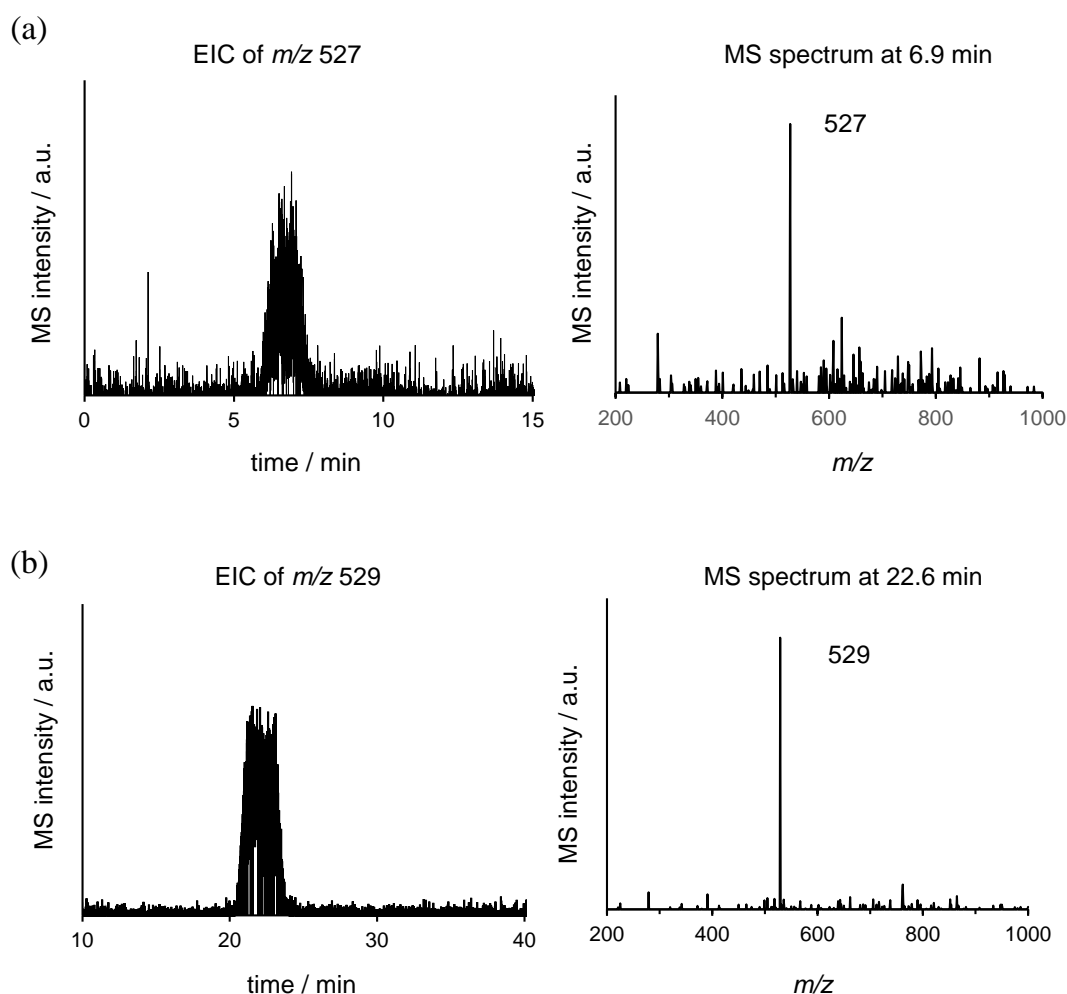 (a)
EIC of m/z 527
MS spectrum at 6.9 min
MS intensity / a.u.
0 5 10 15
time / min
MS intensity / a.u.
527
200 400 600 800 1000
m/z
(b)
EIC of m/z 529
MS spectrum at 22.6 min
MS intensity / a.u.
10 20 30 40
time / min
MS intensity / a.u.
529
200 400 600 800 1000
m/z